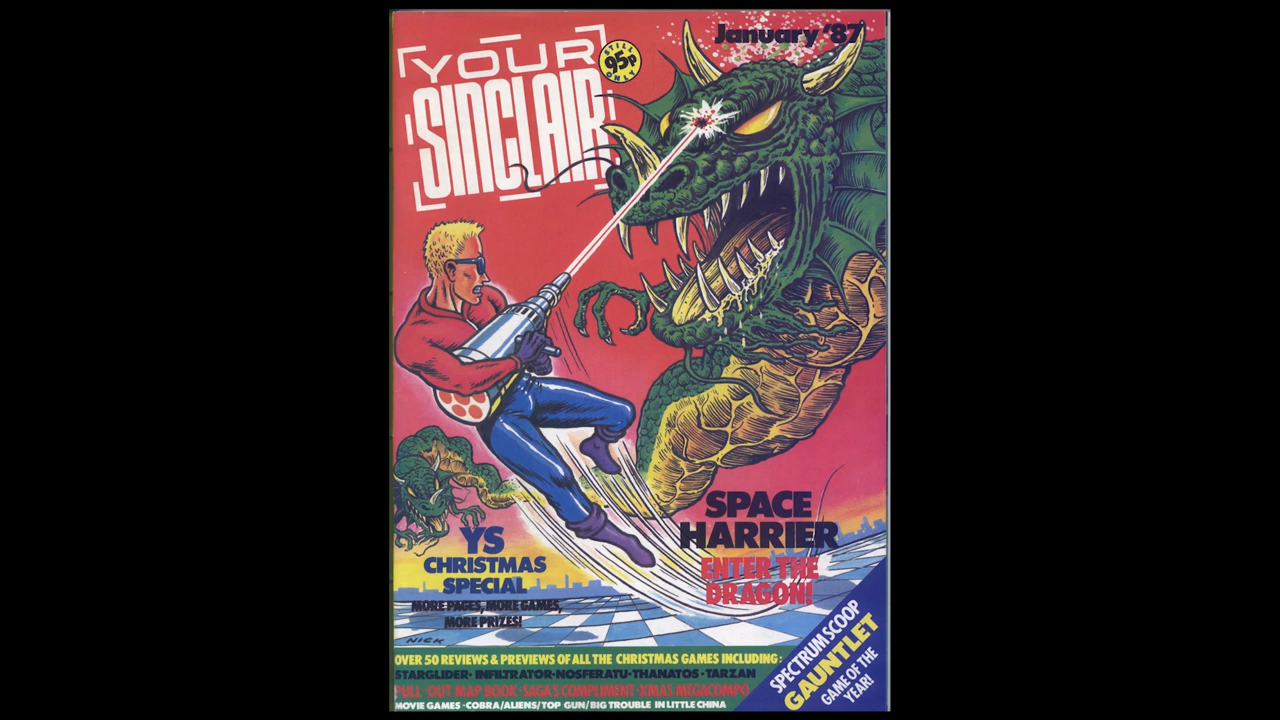 January '87
YOUR
SINCLAIR
STILL
95p
ONLY
SPACE
HARRIER
ENTER THE
DRAGON!
YS
CHRISTMAS
SPECIAL
MORE PAGES, MORE GAMES,
MORE PRIZES!
NICK
OVER 50 REVIEWS & PREVIEWS OF ALL THE CHRISTMAS GAMES INCLUDING:
STARGLIDER · INFILTRATOR · NOSFERATU · THANATOS · TARZAN
PULL-OUT MAP BOOK · SAGA'S COMPLIMENT · XMAS MEGACOMPO
MOVIE GAMES - COBRA/ALIENS/TOP GUN/BIG TROUBLE IN LITTLE CHINA
SPECTRUM SCOOP
GAUNTLET
GAME OF THE
YEAR!